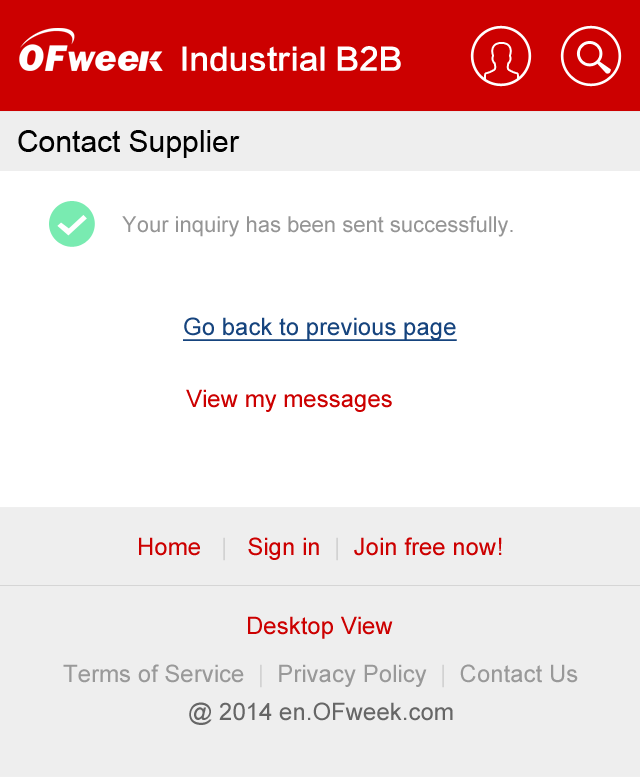 OFweek Industrial B2B
Contact Supplier
Your inquiry has been sent successfully.
Go back to previous page
View my messages
Home | Sign in | Join free now!
Desktop View
Terms of Service | Privacy Policy | Contact Us
@ 2014 en.OFweek.com